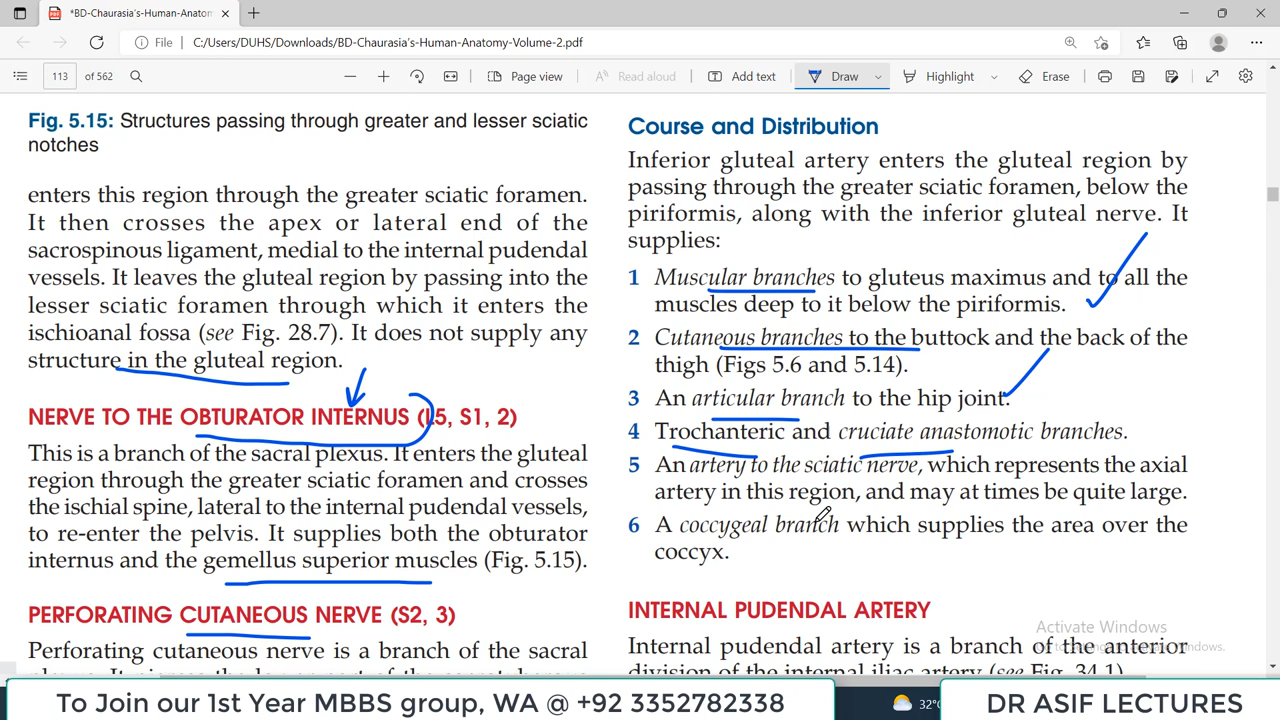 *BD-Chaurasia's-Human-Anatom
File
C:/Users/DUHS/Downloads/BD-Chaurasia's-Human-Anatomy-Volume-2.pdf
113 of 562
Page view
Read aloud
Add text
Draw
Highlight
Erase
Fig. 5.15: Structures passing through greater and lesser sciatic
notches
enters this region through the greater sciatic foramen.
It then crosses the apex or lateral end of the
sacrospinous ligament, medial to the internal pudendal
vessels. It leaves the gluteal region by passing into the
lesser sciatic foramen through which it enters the
ischioanal fossa (see Fig. 28.7). It does not supply any
structure in the gluteal region.
NERVE TO THE OBTURATOR INTERNUS (L5, S1, 2)
This is a branch of the sacral plexus. It enters the gluteal
region through the greater sciatic foramen and crosses
the ischial spine, lateral to the internal pudendal vessels,
to re-enter the pelvis. It supplies both the obturator
internus and the gemellus superior muscles (Fig. 5.15).
PERFORATING CUTANEOUS NERVE (S2, 3)
Perforating cutaneous nerve is a branch of the sacral
Course and Distribution
Inferior gluteal artery enters the gluteal region by
passing through the greater sciatic foramen, below the
piriformis, along with the inferior gluteal nerve. It
supplies:
1 Muscular branches to gluteus maximus and to all the
muscles deep to it below the piriformis.
2 Cutaneous branches to the buttock and the back of the
thigh (Figs 5.6 and 5.14).
3 An articular branch to the hip joint.
4 Trochanteric and cruciate anastomotic branches.
5 An artery to the sciatic nerve, which represents the axial
artery in this region, and may at times be quite large.
6 A coccygeal branch which supplies the area over the
coccyx.
INTERNAL PUDENDAL ARTERY
Internal pudendal artery is a branch of the anterior
division of the internal iliac artery (see Fig. 34.1)
Activate Windows
To Join our 1st Year MBBS group, WA @ +92 3352782338
32°
DR ASIF LECTURES